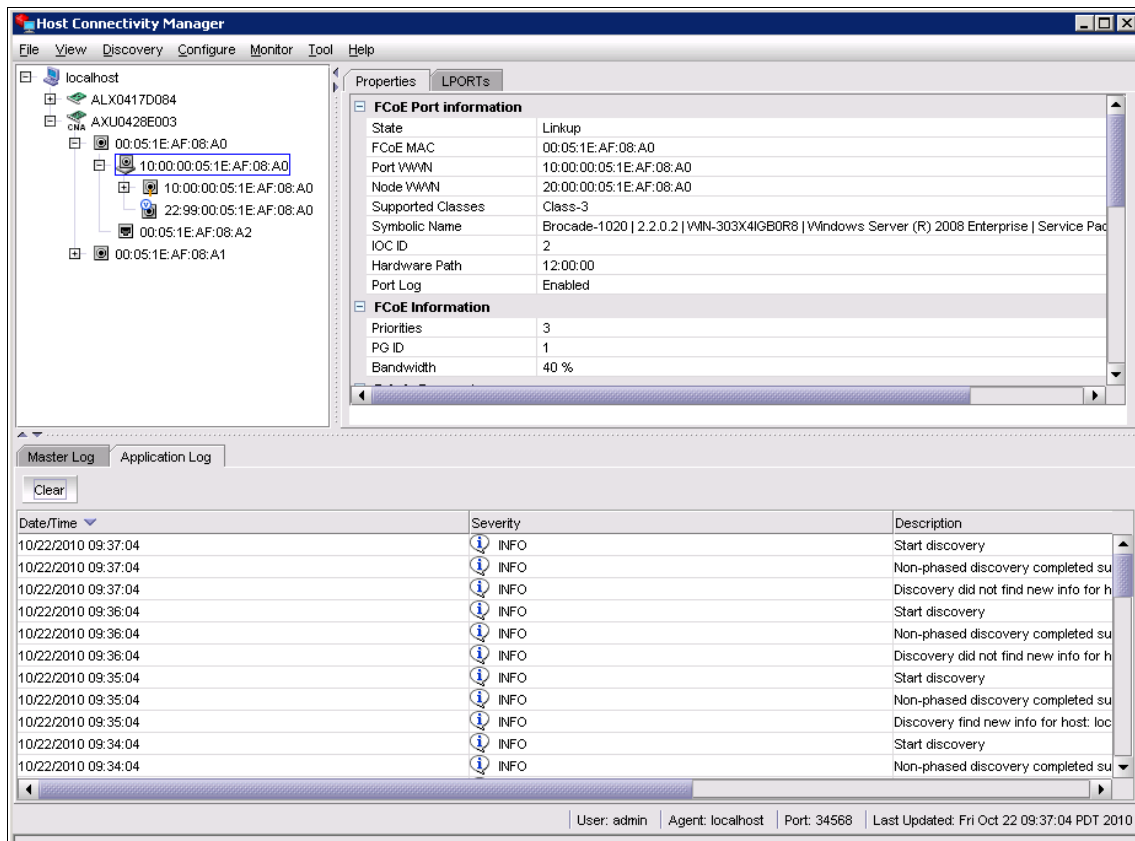 Host Connectivity Manager
File View Discovery Configure Monitor Tool Help
localhost
ALX0417D084
CNA AXU0428E003
00:05:1E:AF:08:A0
10:00:00:05:1E:AF:08:A0
10:00:00:05:1E:AF:08:A0
22:99:00:05:1E:AF:08:A0
00:05:1E:AF:08:A2
00:05:1E:AF:08:A1
Properties LPORTs
FCoE Port information
State Linkup
FCoE MAC 00:05:1E:AF:08:A0
Port WWN 10:00:00:05:1E:AF:08:A0
Node WWN 20:00:00:05:1E:AF:08:A0
Supported Classes Class-3
Symbolic Name Brocade-1020 | 2.2.0.2 | WIN-303X4IGB0R8 | Windows Server (R) 2008 Enterprise | Service Pac
IOC ID 2
Hardware Path 12:00:00
Port Log Enabled
FCoE Information
Priorities 3
PG ID 1
Bandwidth 40 %
Master Log Application Log
Clear
Date/Time Severity Description
10/22/2010 09:37:04 INFO Start discovery
10/22/2010 09:37:04 INFO Non-phased discovery completed su
10/22/2010 09:37:04 INFO Discovery did not find new info for h
10/22/2010 09:36:04 INFO Start discovery
10/22/2010 09:36:04 INFO Non-phased discovery completed su
10/22/2010 09:36:04 INFO Discovery did not find new info for h
10/22/2010 09:35:04 INFO Start discovery
10/22/2010 09:35:04 INFO Non-phased discovery completed su
10/22/2010 09:35:04 INFO Discovery find new info for host: loc
10/22/2010 09:34:04 INFO Start discovery
10/22/2010 09:34:04 INFO Non-phased discovery completed su
User: admin Agent: localhost Port: 34568 Last Updated: Fri Oct 22 09:37:04 PDT 2010